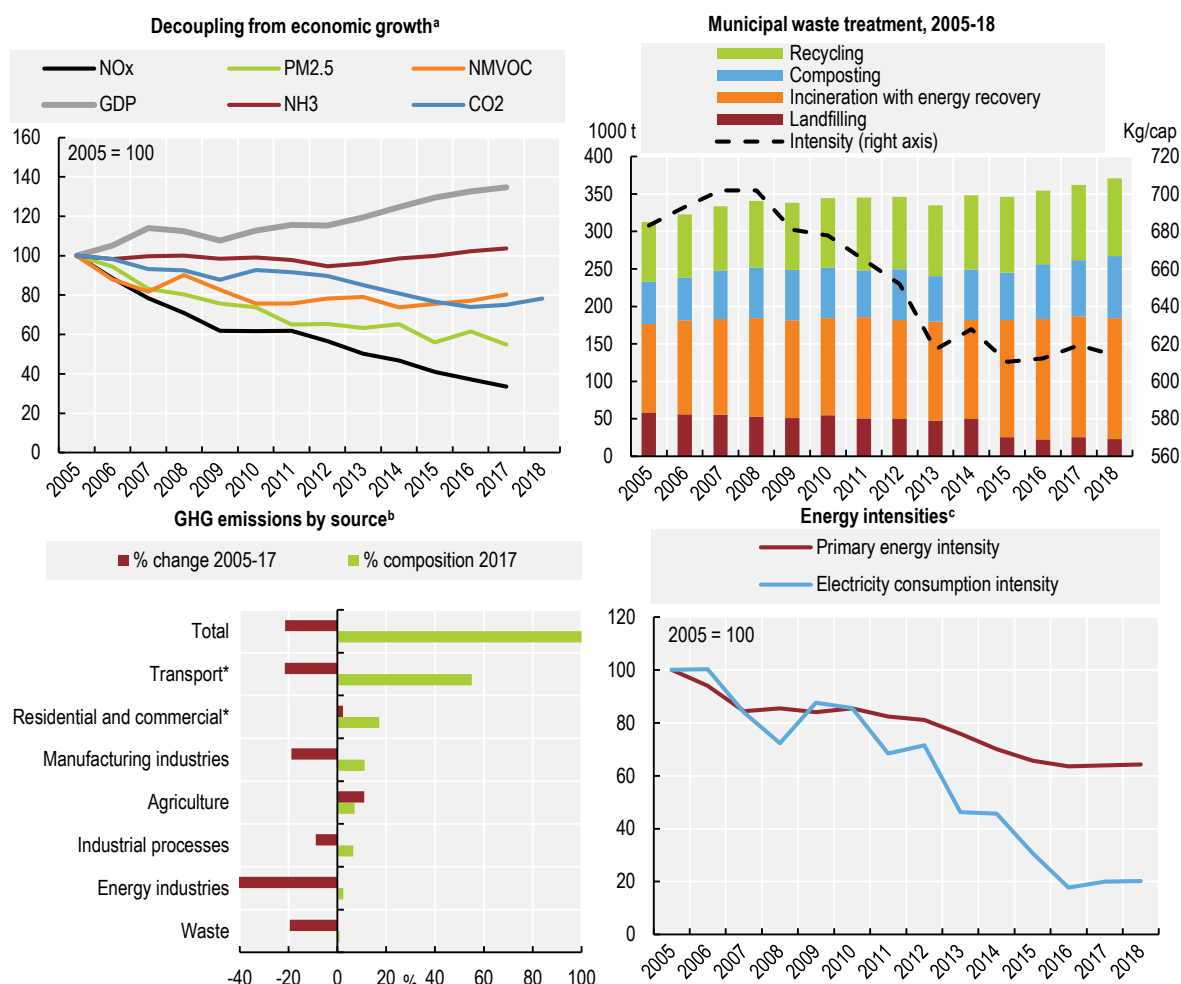 Decoupling from economic growthᵃ
NOx PM2.5 NMVOC
GDP NH3 CO2
2005 = 100
160
140
120
100
80
60
40
20
0
2005 2006 2007 2008 2009 2010 2011 2012 2013 2014 2015 2016 2017 2018
Municipal waste treatment, 2005-18
Recycling
Composting
Incineration with energy recovery
Landfilling
Intensity (right axis)
1000 t
Kg/cap
400
350
300
250
200
150
100
50
0
720
700
680
660
640
620
600
580
560
2005 2006 2007 2008 2009 2010 2011 2012 2013 2014 2015 2016 2017 2018
GHG emissions by sourceᵇ
% change 2005-17 % composition 2017
Total
Transport*
Residential and commercial*
Manufacturing industries
Agriculture
Industrial processes
Energy industries
Waste
-40 -20 0 20 40 60 80 100
%
Energy intensitiesᶜ
Primary energy intensity
Electricity consumption intensity
2005 = 100
120
100
80
60
40
20
0
2005 2006 2007 2008 2009 2010 2011 2012 2013 2014 2015 2016 2017 2018